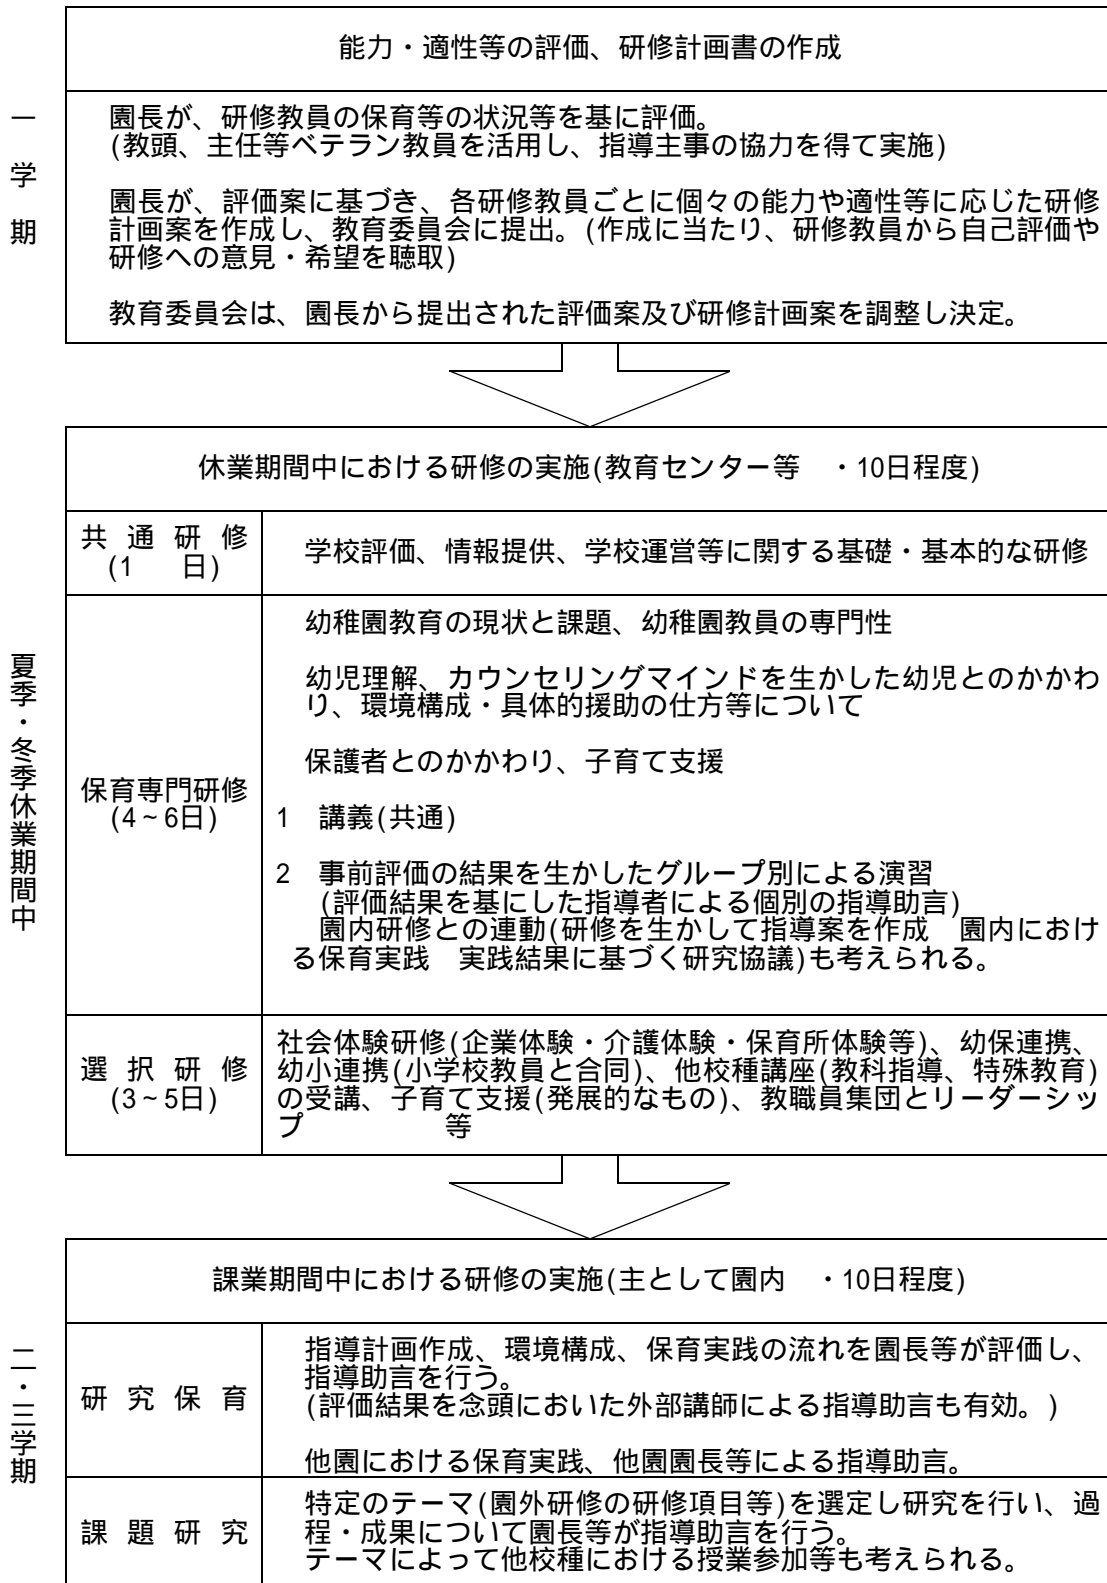 能力・適性等の評価、研修計画書の作成
一学期
園長が、研修教員の保育等の状況等を基に評価。
(教頭、主任等ベテラン教員を活用し、指導主事の協力を得て実施)
園長が、評価案に基づき、各研修教員ごとに個々の能力や適性等に応じた研修
計画案を作成し、教育委員会に提出。(作成に当たり、研修教員から自己評価や
研修への意見・希望を聴取)
教育委員会は、園長から提出された評価案及び研修計画案を調整し決定。
夏季・冬季休業期間中
休業期間中における研修の実施(教育センター等　・10日程度)
共通研修
(1　日)
学校評価、情報提供、学校運営等に関する基礎・基本的な研修
保育専門研修
(4~6日)
幼稚園教育の現状と課題、幼稚園教員の専門性
幼児理解、カウンセリングマインドを生かした幼児とのかかわ
り、環境構成・具体的援助の仕方等について
保護者とのかかわり、子育て支援
1　講義(共通)
2　事前評価の結果を生かしたグループ別による演習
(評価結果を基にした指導者による個別の指導助言)
園内研修との連動(研修を生かして指導案を作成　園内におけ
る保育実践　実践結果に基づく研究協議)も考えられる。
選択研修
(3~5日)
社会体験研修(企業体験・介護体験・保育所体験等)、幼保連携、
幼小連携(小学校教員と合同)、他校種講座(教科指導、特殊教育)
の受講、子育て支援(発展的なもの)、教職員集団とリーダーシッ
プ　　　　　等
二・三学期
課業期間中における研修の実施(主として園内　・10日程度)
研究保育
指導計画作成、環境構成、保育実践の流れを園長等が評価し、
指導助言を行う。
(評価結果を念頭においた外部講師による指導助言も有効。)
他園における保育実践、他園園長等による指導助言。
課題研究
特定のテーマ(園外研修の研修項目等)を選定し研究を行い、過
程・成果について園長等が指導助言を行う。
テーマによって他校種における授業参加等も考えられる。